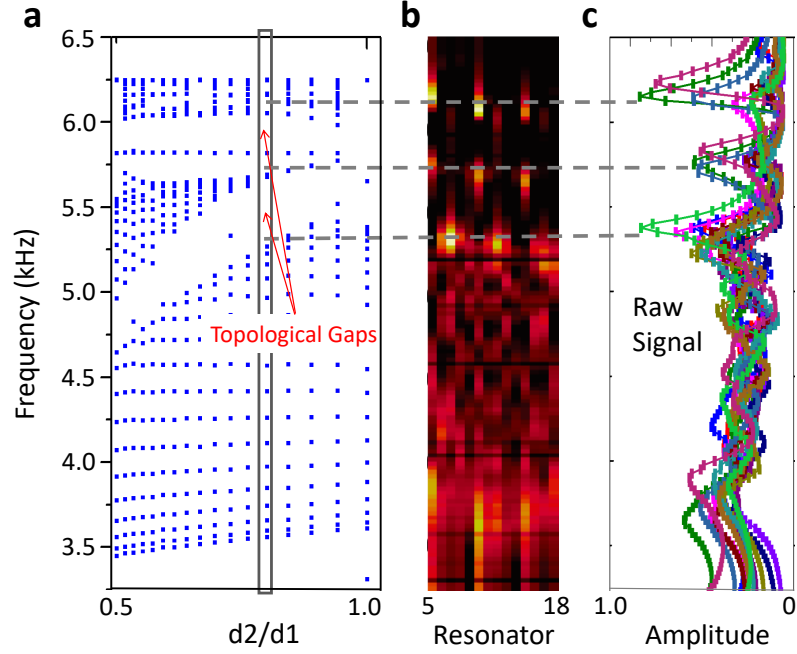 a
b
c
6.5
6.0
5.5
5.0
4.5
4.0
3.5
Frequency (kHz)
Topological Gaps
0.5
1.0
d2/d1
5
18
Resonator
Raw
Signal
1.0
0
Amplitude